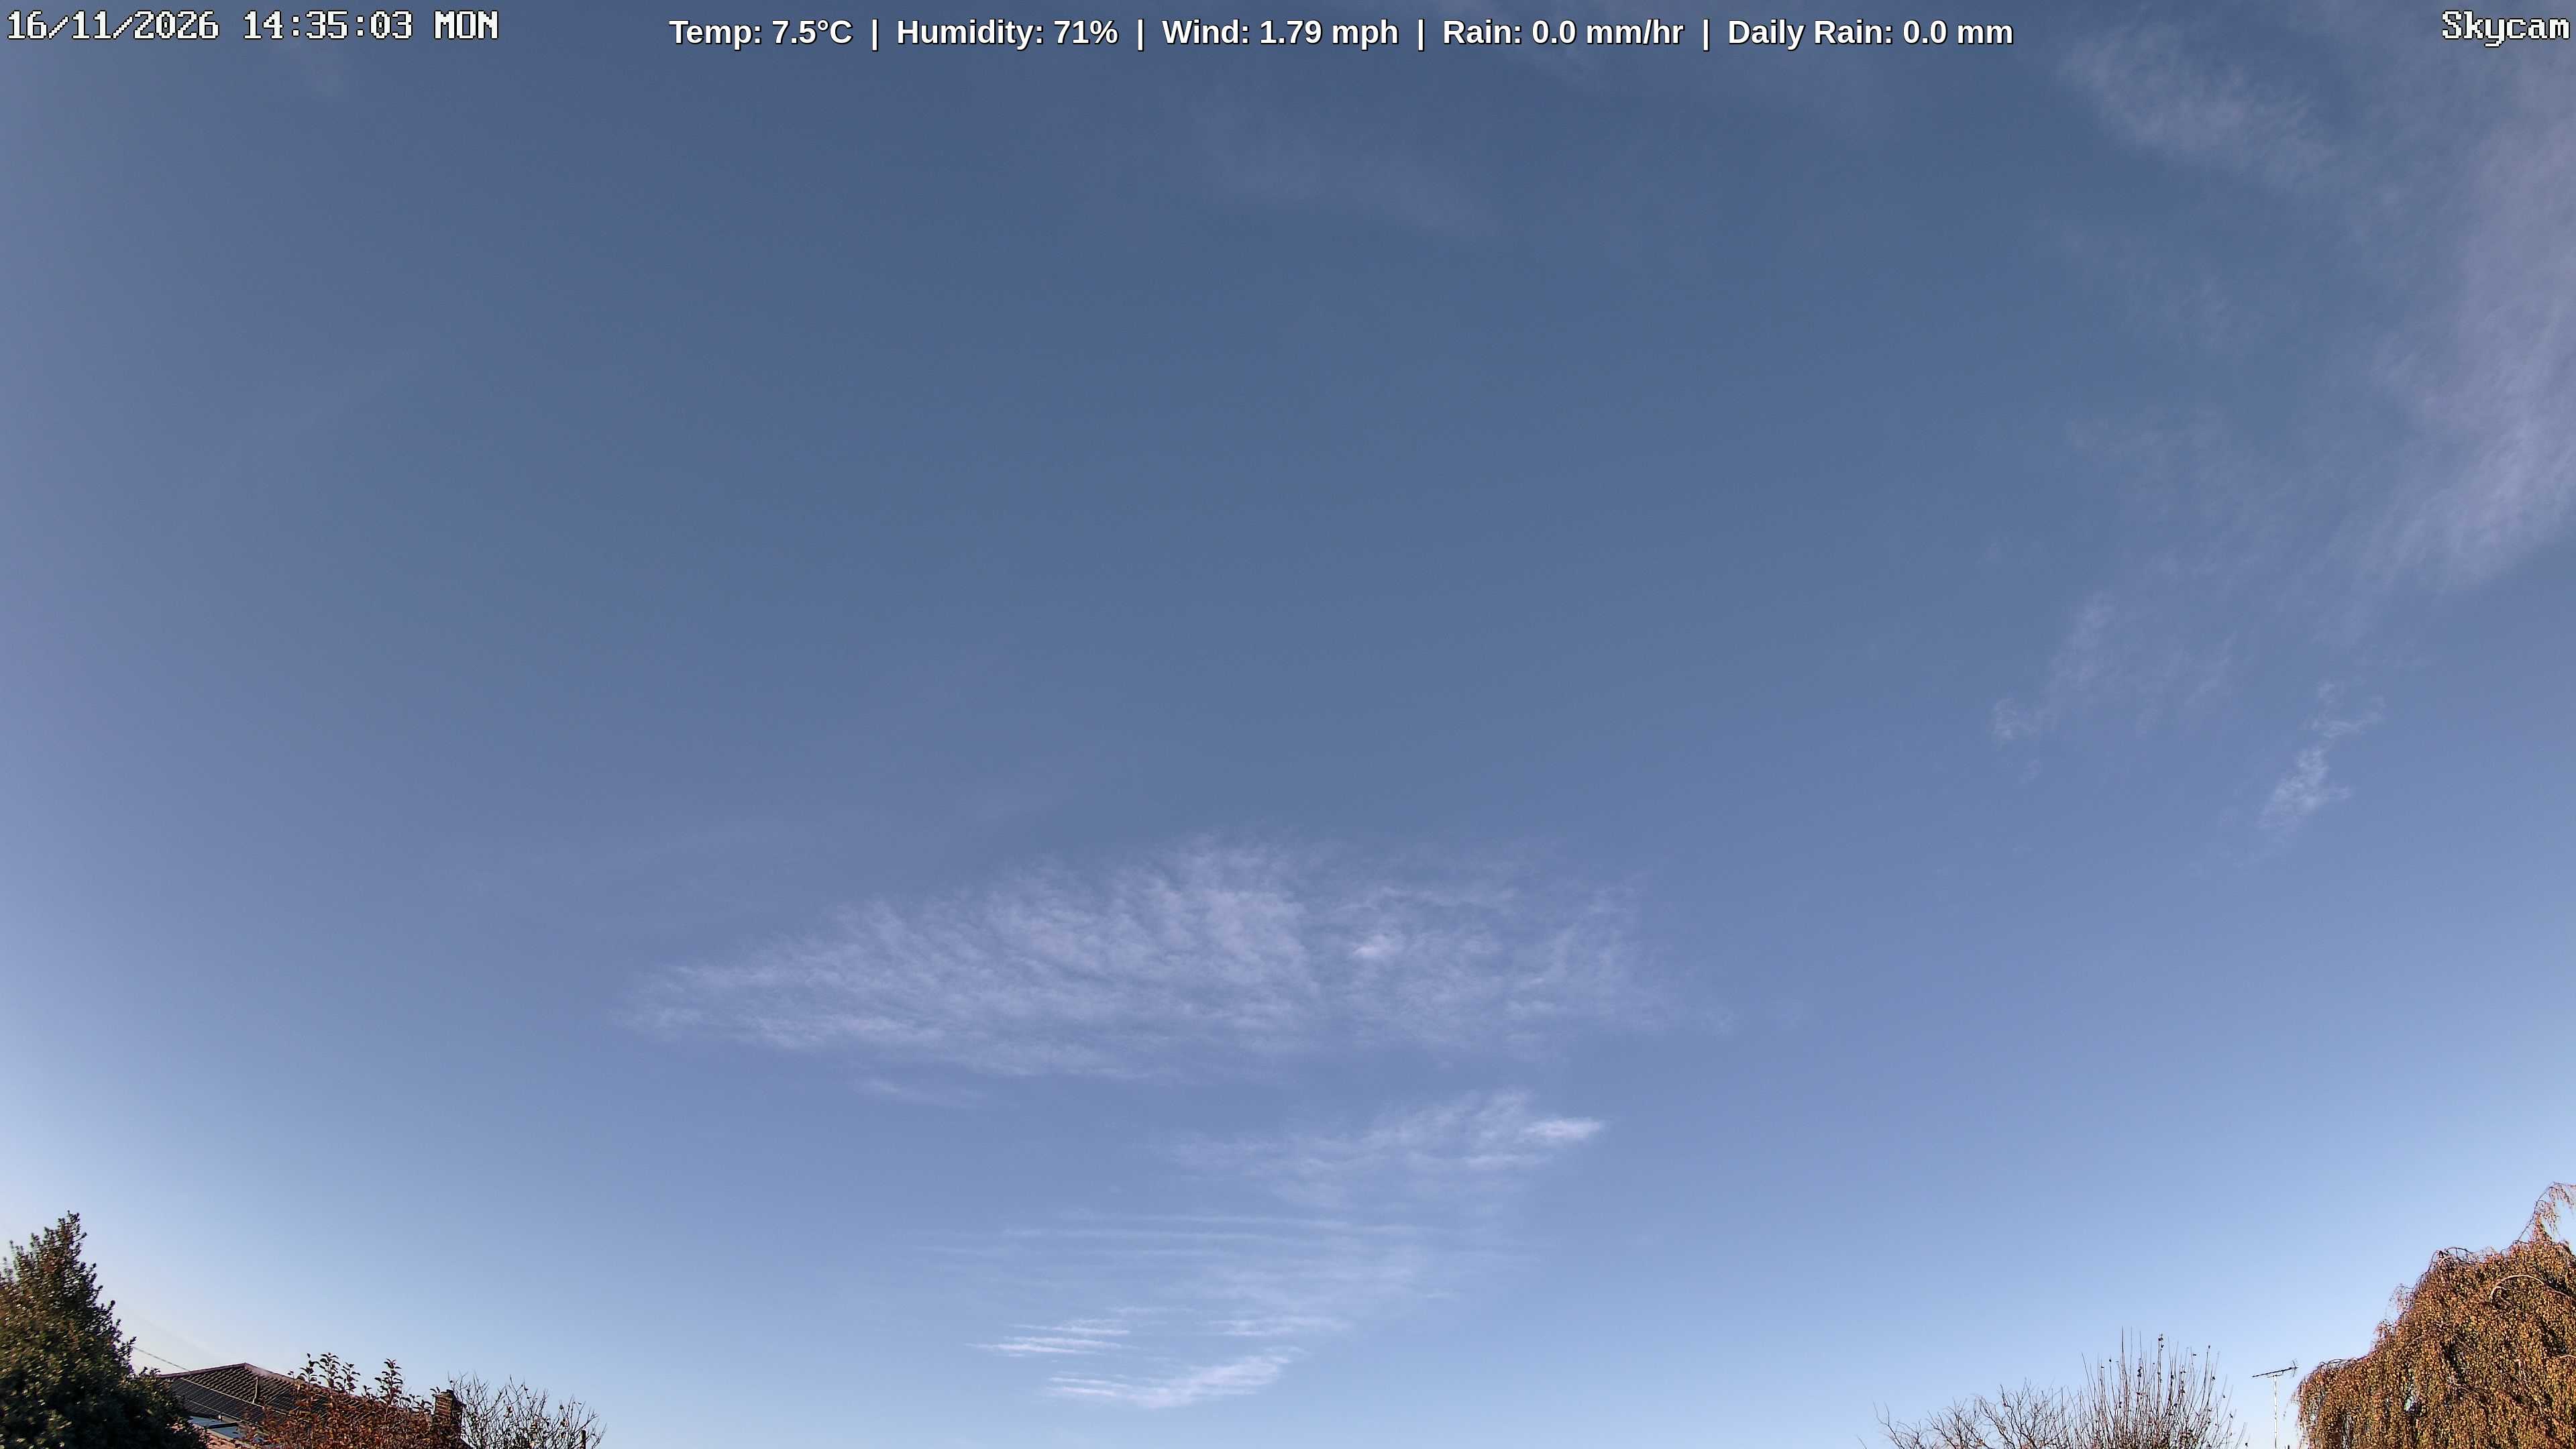 16/11/2026 14:35:03 MON
Temp: 7.5°C | Humidity: 71% | Wind: 1.79 mph | Rain: 0.0 mm/hr | Daily Rain: 0.0 mm
Skycam